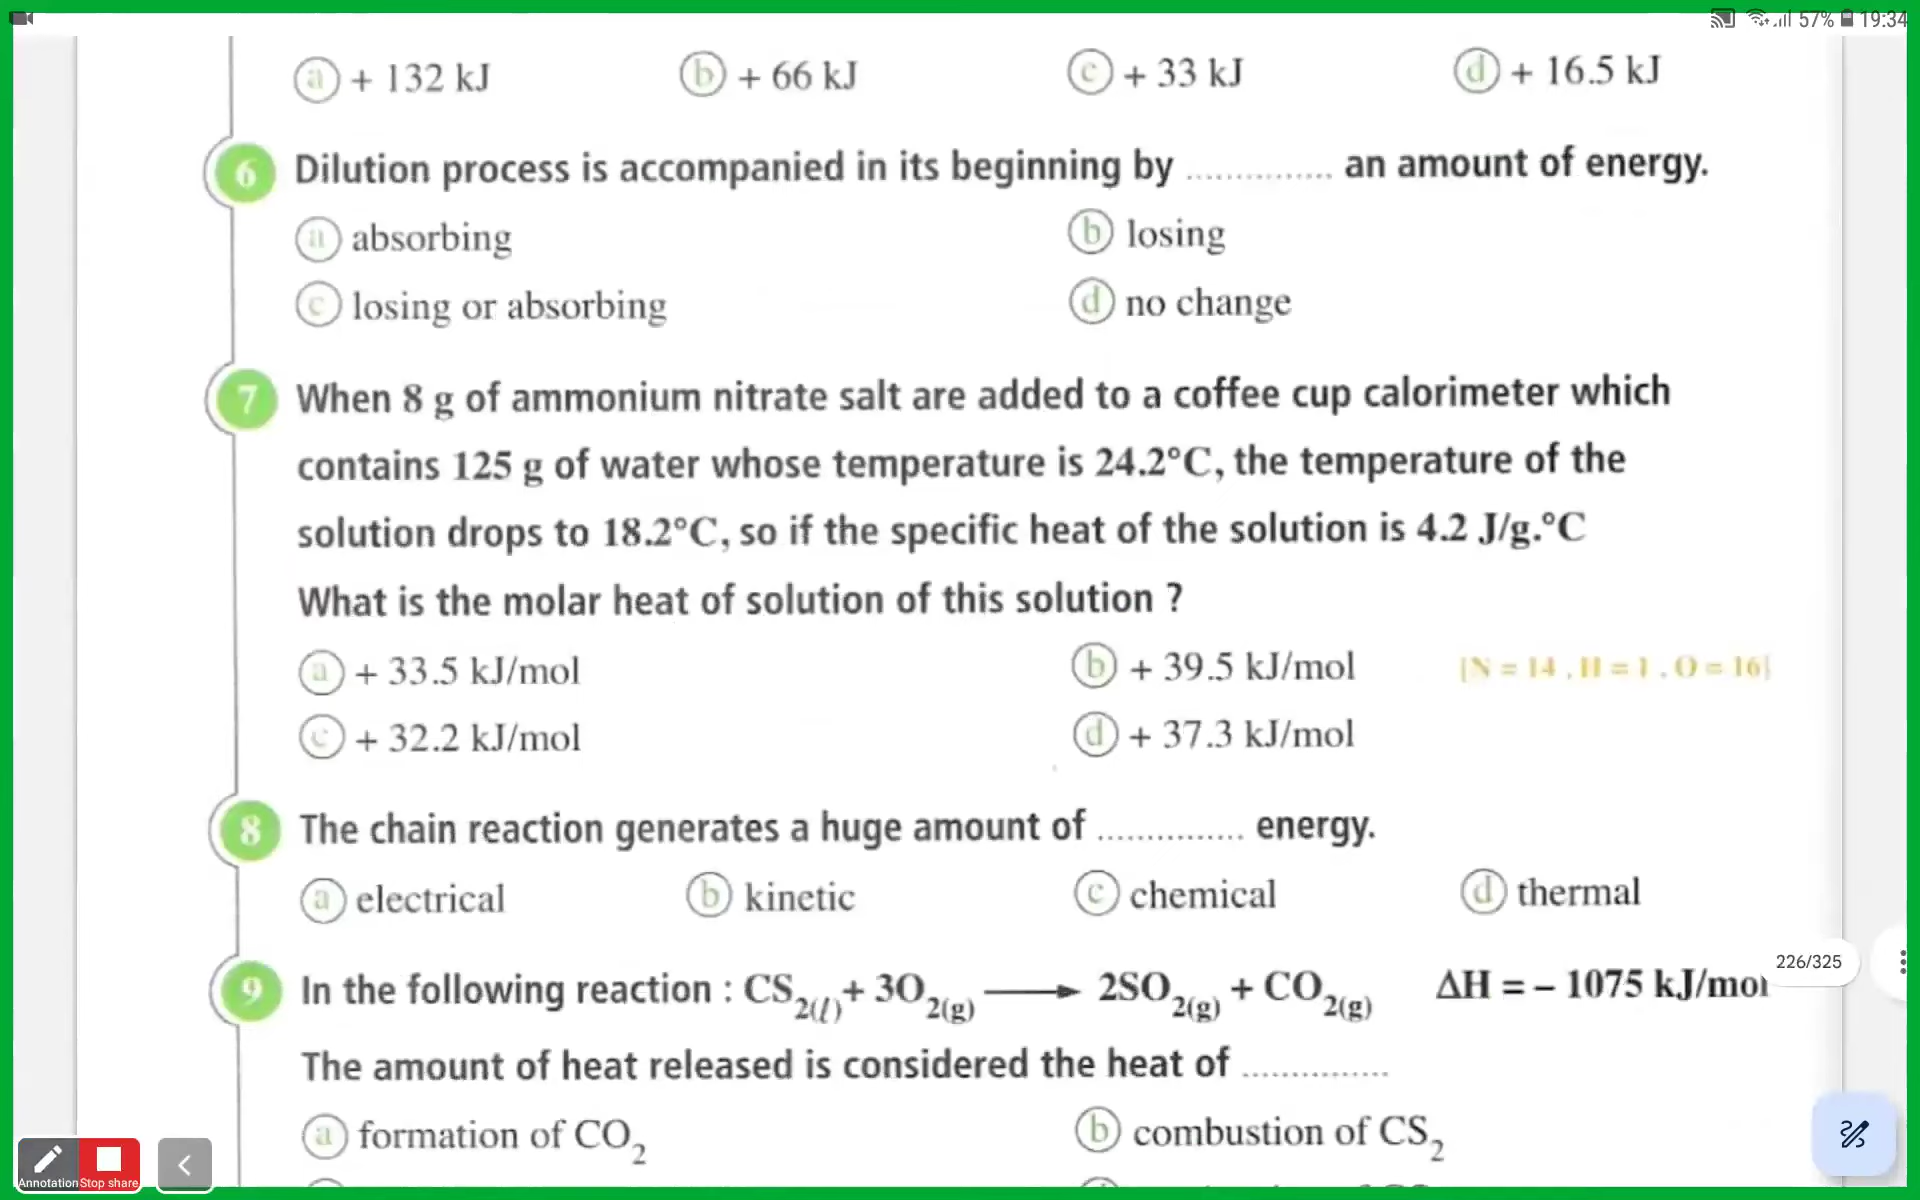 57% 19:34
a + 132 kJ b + 66 kJ c + 33 kJ d + 16.5 kJ
6 Dilution process is accompanied in its beginning by .............. an amount of energy.
a absorbing b losing
c losing or absorbing d no change
7 When 8 g of ammonium nitrate salt are added to a coffee cup calorimeter which
contains 125 g of water whose temperature is 24.2°C, the temperature of the
solution drops to 18.2°C, so if the specific heat of the solution is 4.2 J/g.°C
What is the molar heat of solution of this solution ?
a + 33.5 kJ/mol b + 39.5 kJ/mol [N = 14 , H = 1 , O = 16]
c + 32.2 kJ/mol d + 37.3 kJ/mol
8 The chain reaction generates a huge amount of .............. energy.
a electrical b kinetic c chemical d thermal
226/325
9 In the following reaction : CS₂(l) + 3O₂(g) ⟶ 2SO₂(g) + CO₂(g) ΔH = – 1075 kJ/mol
The amount of heat released is considered the heat of ..............
a formation of CO₂ b combustion of CS₂
Annotation Stop share